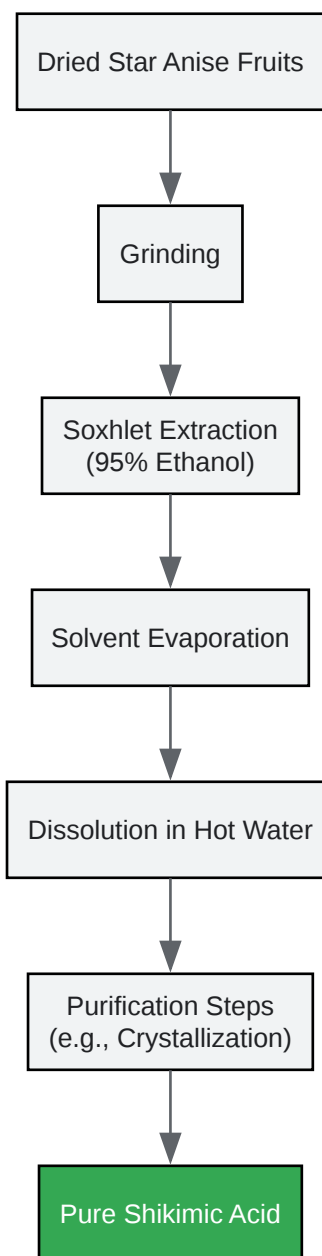 Dried Star Anise Fruits
Grinding
Soxhlet Extraction
(95% Ethanol)
Solvent Evaporation
Dissolution in Hot Water
Purification Steps
(e.g., Crystallization)
Pure Shikimic Acid